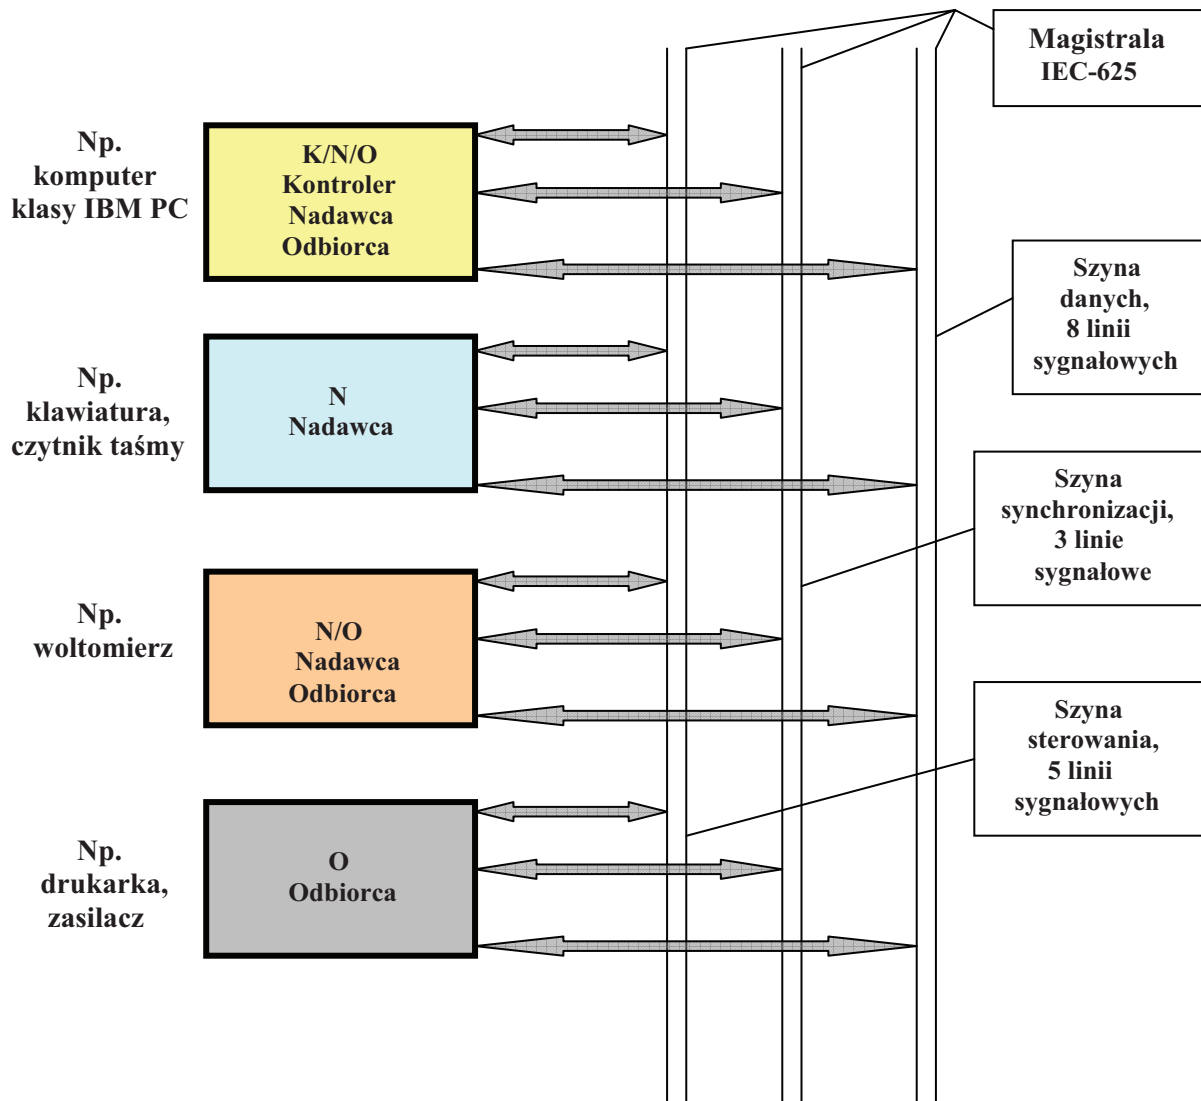 Magistrala
IEC-625
Np.
komputer
klasy IBM PC
K/N/O
Kontroler
Nadawca
Odbiorca
Szyna
danych,
8 linii
sygnałowych
Np.
klawiatura,
czytnik taśmy
N
Nadawca
Szyna
synchronizacji,
3 linie
sygnałowe
Np.
woltomierz
N/O
Nadawca
Odbiorca
Szyna
sterowania,
5 linii
sygnałowych
Np.
drukarka,
zasilacz
O
Odbiorca